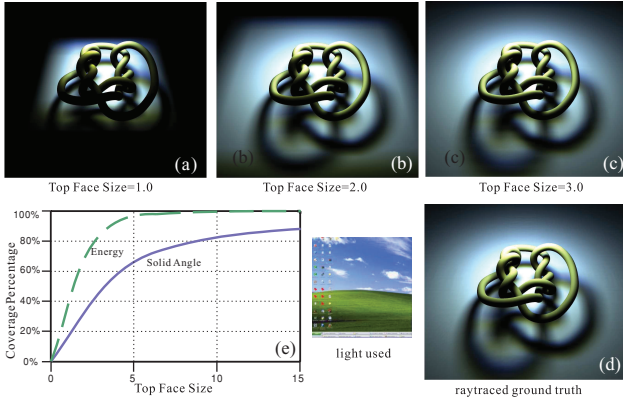 (a)
(b)
(b)
(c)
(c)
Top Face Size=1.0
Top Face Size=2.0
Top Face Size=3.0
100%
80%
60%
40%
20%
0%
Coverage Percentage
Energy
Solid Angle
(e)
0
5
10
15
Top Face Size
light used
(d)
raytraced ground truth